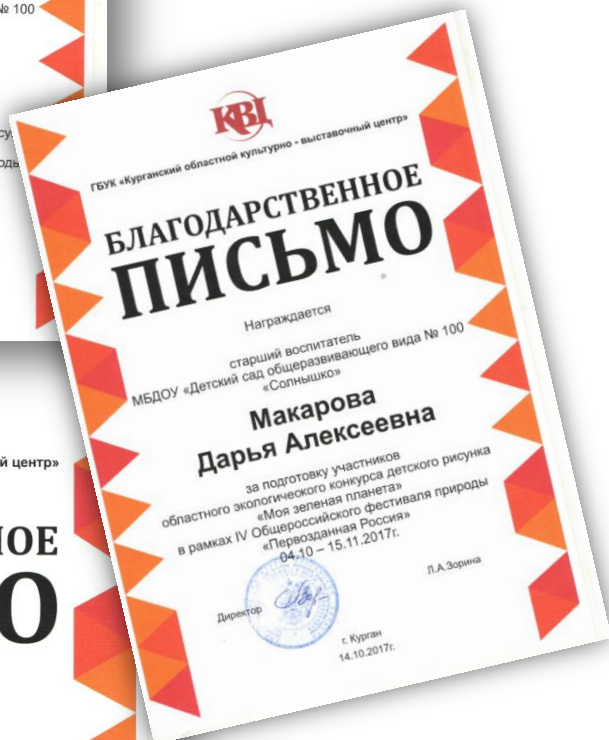 № 100
й центр»
ОЕ
О
КВЦ
ГБУК «Курганский областной культурно - выставочный центр»
БЛАГОДАРСТВЕННОЕ
ПИСЬМО
Награждается
старший воспитатель
МБДОУ «Детский сад общеразвивающего вида № 100
«Солнышко»
Макарова
Дарья Алексеевна
за подготовку участников
областного экологического конкурса детского рисунка
«Моя зеленая планета»
в рамках IV Общероссийского фестиваля природы
«Первозданная Россия»
04.10 – 15.11.2017г.
Директор
Л.А.Зорина
г. Курган
14.10.2017г.